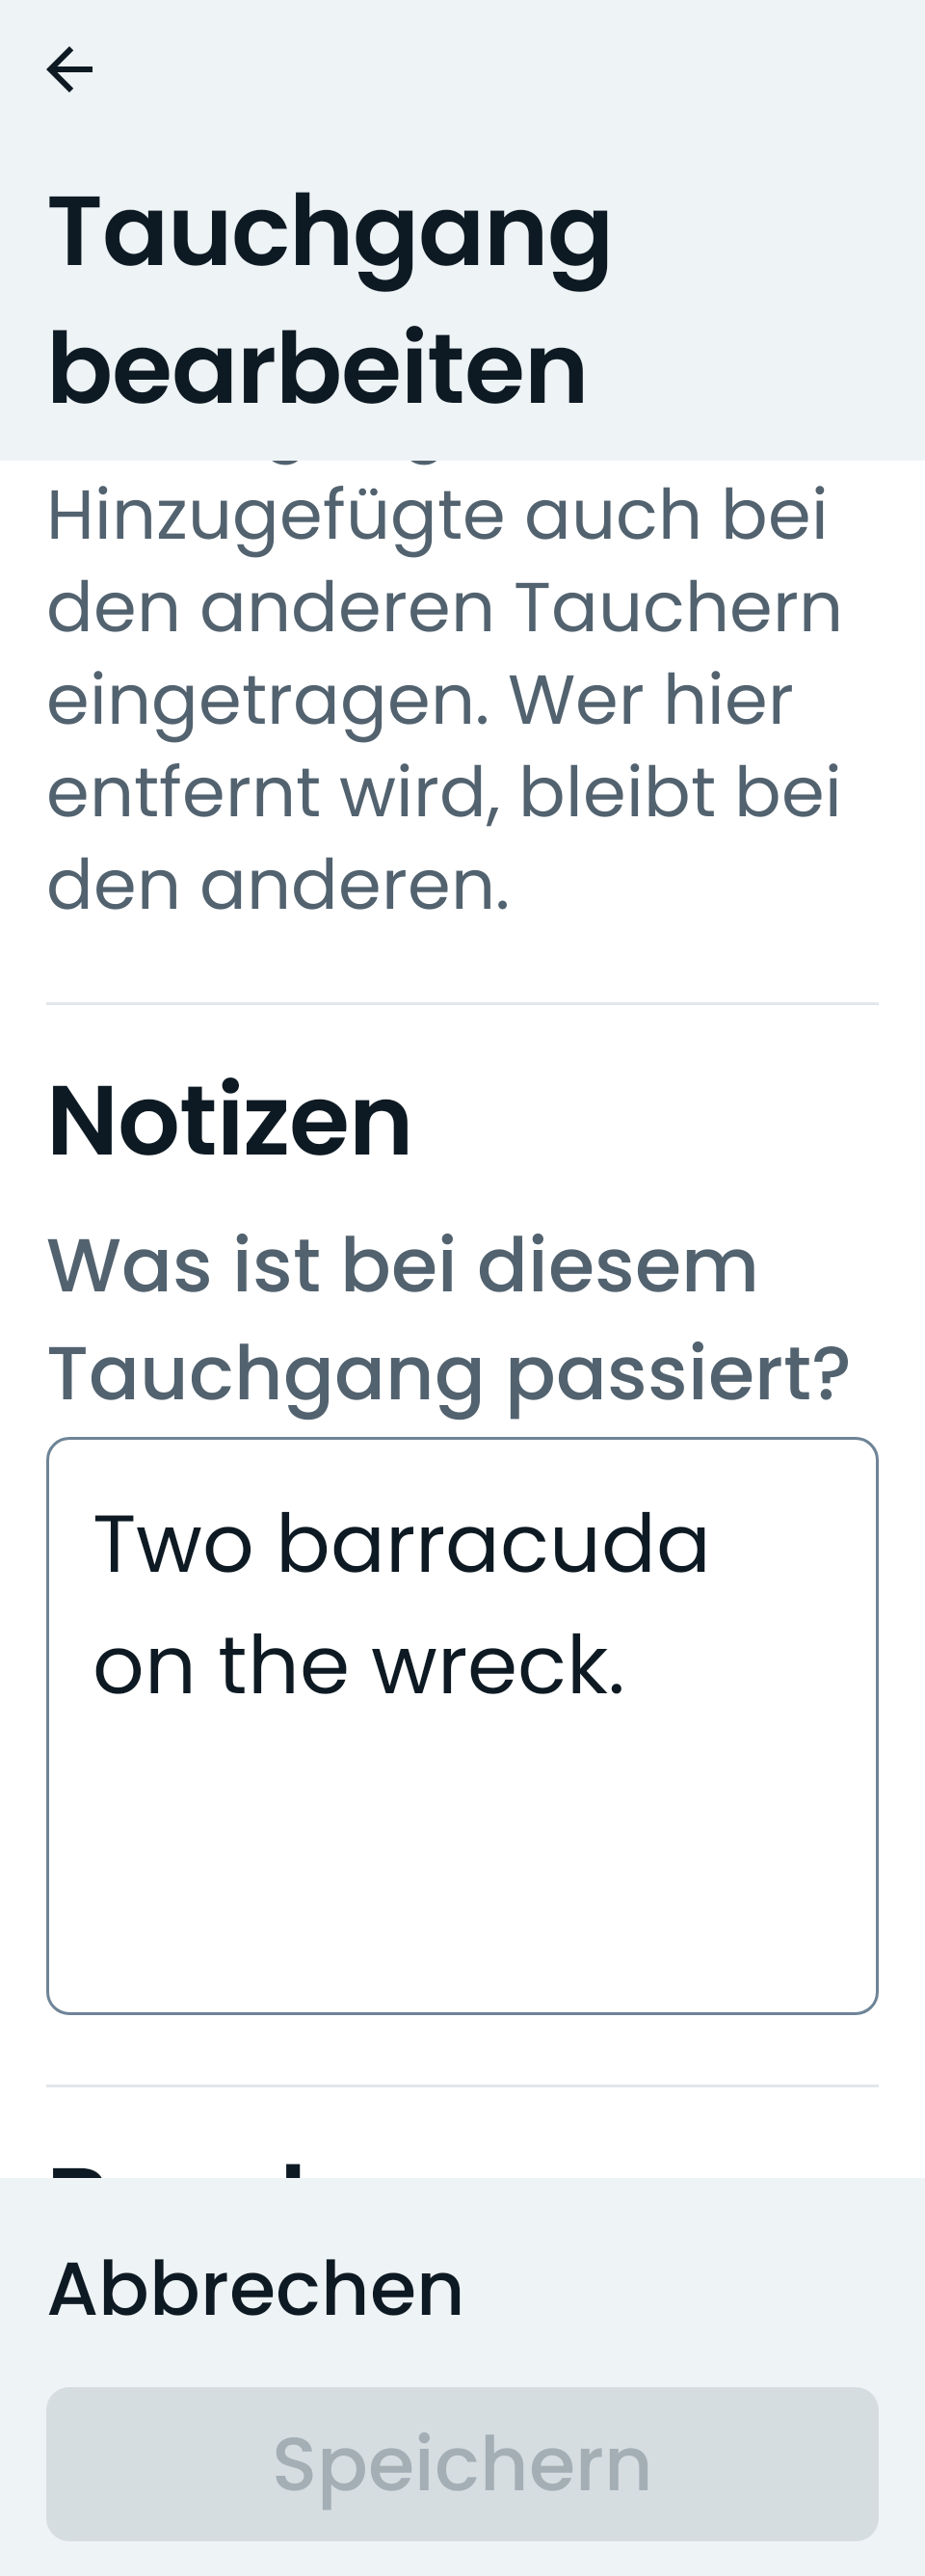 Tauchgang
bearbeiten
Hinzugefügte auch bei
den anderen Tauchern
eingetragen. Wer hier
entfernt wird, bleibt bei
den anderen.
Notizen
Was ist bei diesem
Tauchgang passiert?
Two barracuda
on the wreck.
Abbrechen
Speichern